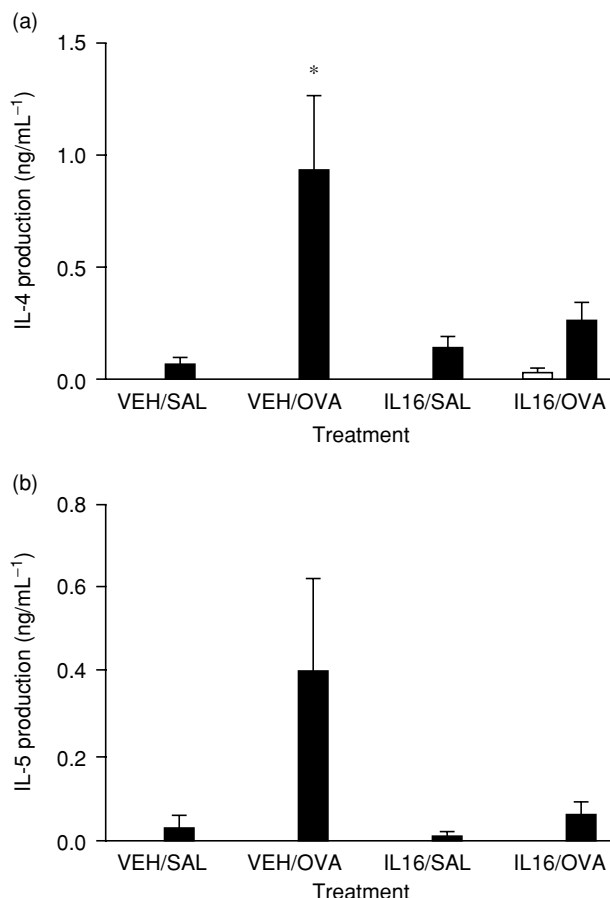 (a)
1.5
1.0
0.5
0.0
IL-4 production (ng/mL−1)
*
VEH/SAL VEH/OVA IL16/SAL IL16/OVA
Treatment
(b)
0.8
0.6
0.4
0.2
0.0
IL-5 production (ng/mL−1)
VEH/SAL VEH/OVA IL16/SAL IL16/OVA
Treatment